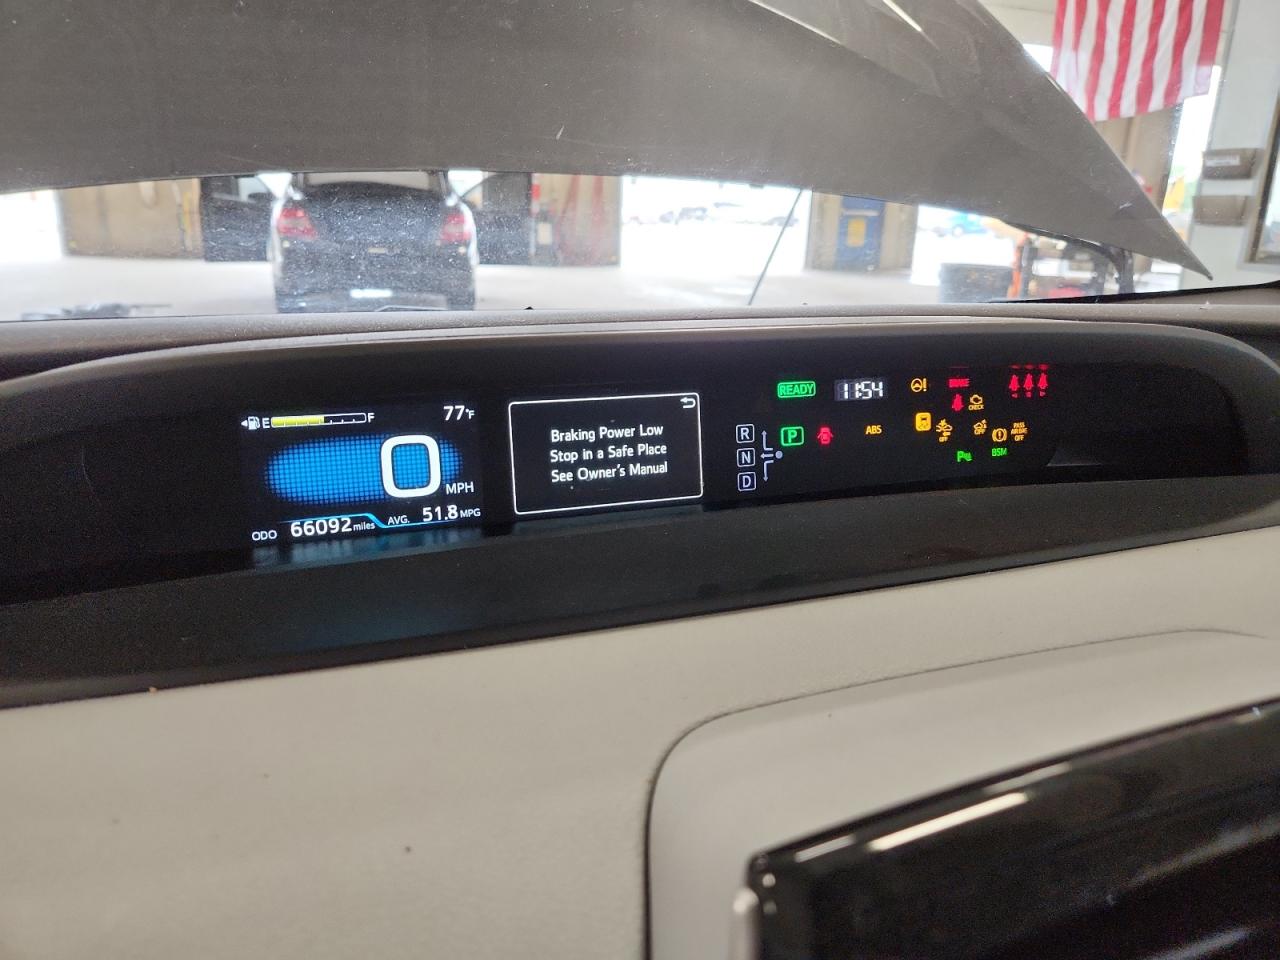 E
F
77°F
0
MPH
ODO 66092 miles
AVG. 51.8 MPG
Braking Power Low
Stop in a Safe Place
See Owner's Manual
READY
11:54
R
N
D
P
ABS
BRAKE
CHECK
OFF
OFF
PASS
AIR BAG
OFF
BSM